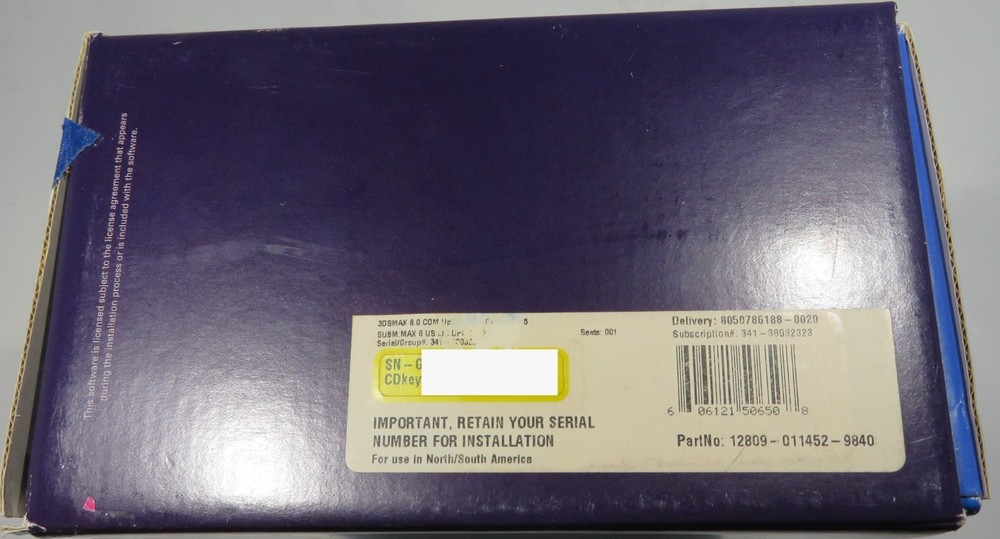 This software is licensed subject to the license agreement that appears
during the installation process or is included with the software.
3DSMAX 6.0 COM
SUBM MAX 6 US
Seats: 001
Serial/Group#: 341 -
SN - 
CDkey
IMPORTANT, RETAIN YOUR SERIAL
NUMBER FOR INSTALLATION
For use in North/South America
Delivery: 8050786188-0020
Subscription#: 341-38032323
6 06121 50650 8
PartNo: 12809-011452-9840